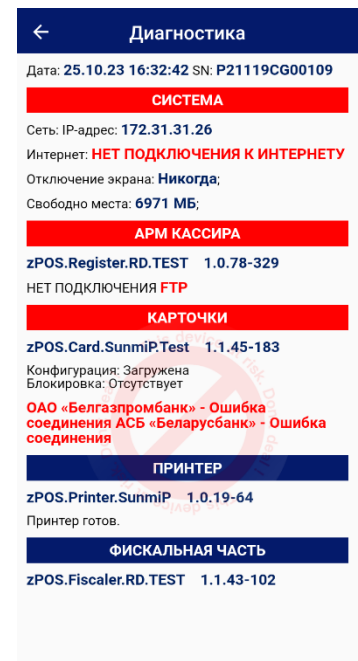 Диагностика
Дата: 25.10.23 16:32:42 SN: P21119CG00109
СИСТЕМА
Сеть: IP-адрес: 172.31.31.26
Интернет: НЕТ ПОДКЛЮЧЕНИЯ К ИНТЕРНЕТУ
Отключение экрана: Никогда;
Свободно места: 6971 МБ;
АРМ КАССИРА
zPOS.Register.RD.TEST 1.0.78-329
НЕТ ПОДКЛЮЧЕНИЯ FTP
КАРТОЧКИ
zPOS.Card.SunmiP.Test 1.1.45-183
Конфигурация: Загружена
Блокировка: Отсутствует
ОАО «Белгазпромбанк» - Ошибка
соединения АСБ «Беларусбанк» - Ошибка
соединения
ПРИНТЕР
zPOS.Printer.SunmiP 1.0.19-64
Принтер готов.
ФИСКАЛЬНАЯ ЧАСТЬ
zPOS.Fiscaler.RD.TEST 1.1.43-102